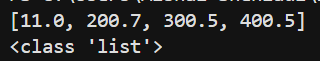 [11.0, 200.7, 300.5, 400.5]
<class 'list'>